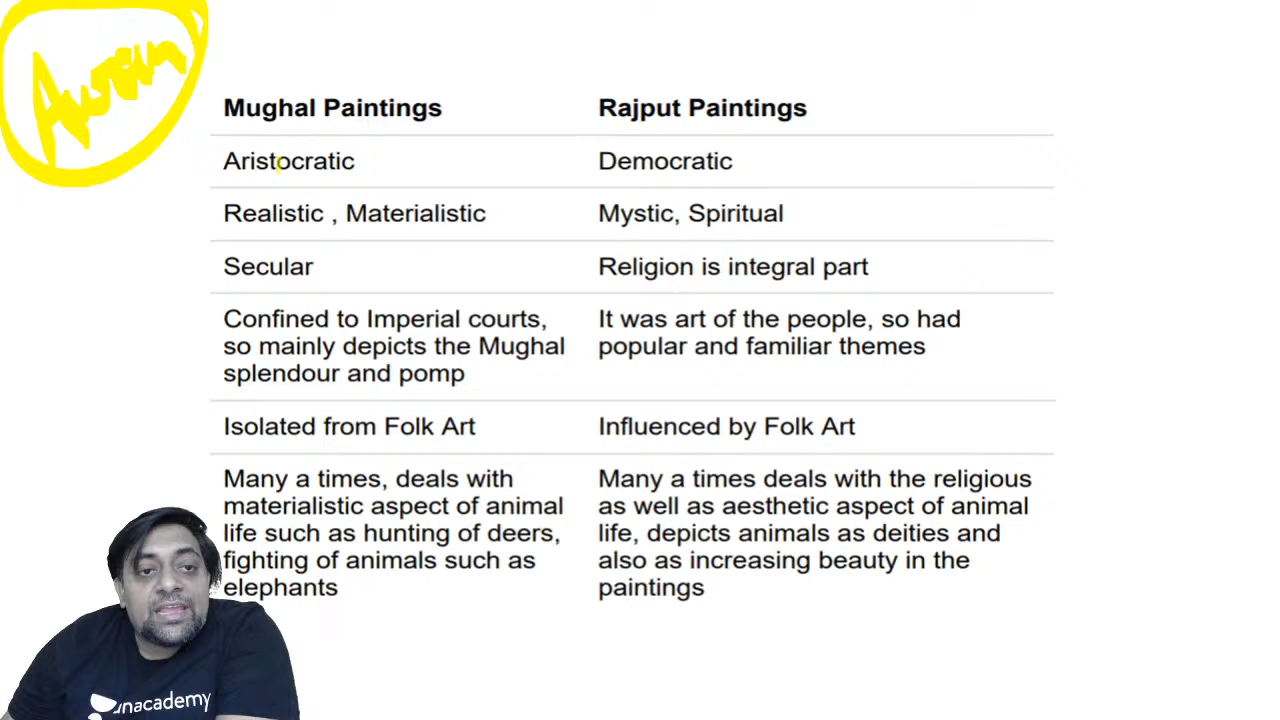 Mughal Paintings
Rajput Paintings
Aristocratic
Democratic
Realistic , Materialistic
Mystic, Spiritual
Secular
Religion is integral part
Confined to Imperial courts,
so mainly depicts the Mughal
splendour and pomp
It was art of the people, so had
popular and familiar themes
Isolated from Folk Art
Influenced by Folk Art
Many a times, deals with
materialistic aspect of animal
life such as hunting of deers,
fighting of animals such as
elephants
Many a times deals with the religious
as well as aesthetic aspect of animal
life, depicts animals as deities and
also as increasing beauty in the
paintings
unacademy